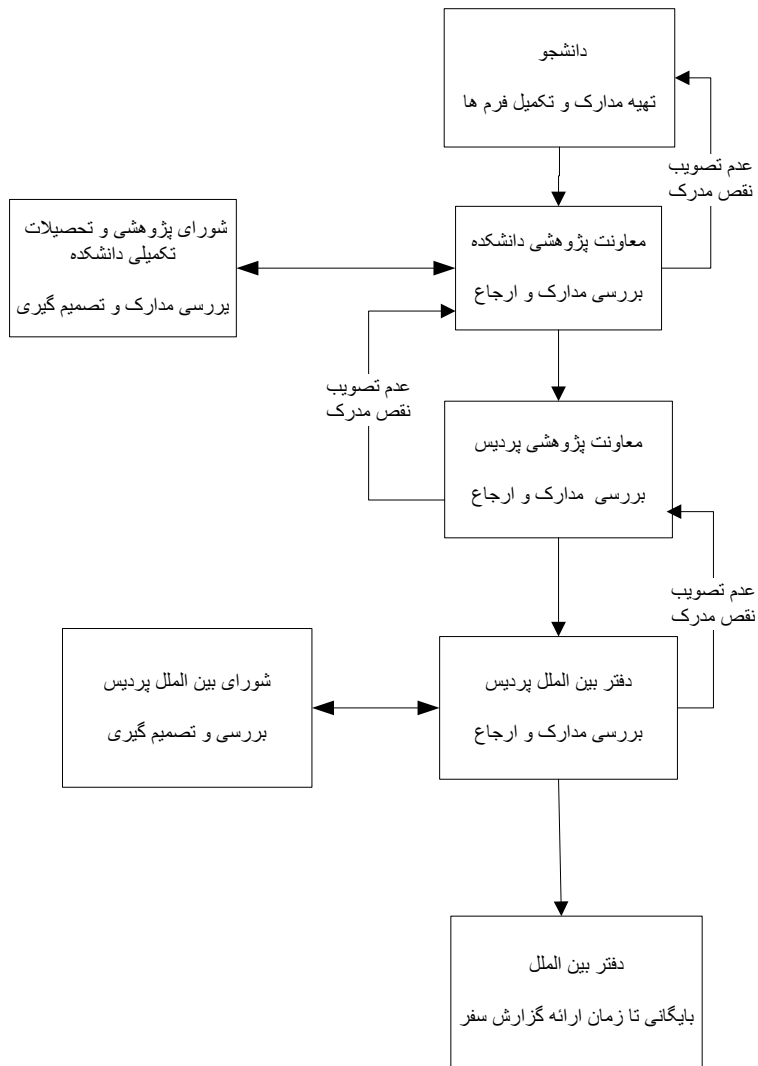 دانشجو
تهیه مدارک و تکمیل فرم ها
عدم تصویب
نقص مدرک
معاونت پژوهشی دانشکده
بررسی مدارک و ارجاع
شورای پژوهشی و تحصیلات
تکمیلی دانشکده
یررسی مدارک و تصمیم گیری
عدم تصویب
نقص مدرک
معاونت پژوهشی پردیس
بررسی مدارک و ارجاع
عدم تصویب
نقص مدرک
دفتر بین الملل پردیس
بررسی مدارک و ارجاع
شورای بین الملل پردیس
بررسی و تصمیم گیری
دفتر بین الملل
بایگانی تا زمان ارائه گزارش سفر